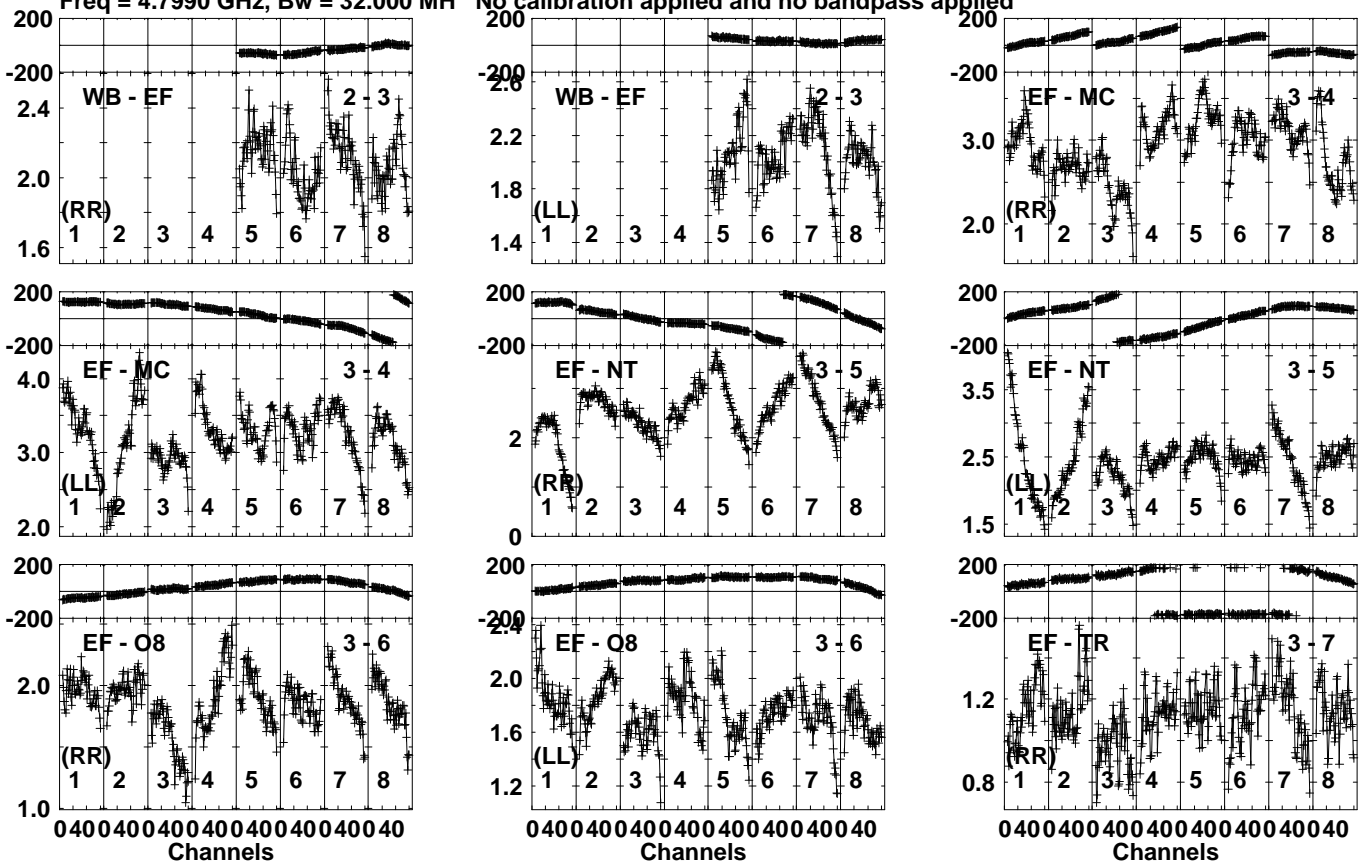 Freq = 4.7990 GHz, Bw = 32.000 MH No calibration applied and no bandpass applied
200
-200
WB - EF 2 - 3
2.4
2.0
1.6
(RR)
1 2 3 4 5 6 7 8
200
-200
WB - EF 2 - 3
2.6
2.2
1.8
1.4
(LL)
1 2 3 4 5 6 7 8
200
-200
EF - MC 3 - 4
3.0
2.0
(RR)
1 2 3 4 5 6 7 8
200
-200
EF - MC 3 - 4
4.0
3.0
2.0
(LL)
1 2 3 4 5 6 7 8
200
-200
EF - NT 3 - 5
2
0
(RR)
1 2 3 4 5 6 7 8
200
-200
EF - NT 3 - 5
3.5
2.5
1.5
(LL)
1 2 3 4 5 6 7 8
200
-200
EF - O8 3 - 6
2.0
1.0
(RR)
1 2 3 4 5 6 7 8
0 40 0 40 0 40 0 40 0 40 0 40 0 40 0 40
Channels
200
-200
EF - O8 3 - 6
2.4
2.0
1.6
1.2
(LL)
1 2 3 4 5 6 7 8
0 40 0 40 0 40 0 40 0 40 0 40 0 40 0 40
Channels
200
-200
EF - TR 3 - 7
1.2
0.8
(RR)
1 2 3 4 5 6 7 8
0 40 0 40 0 40 0 40 0 40 0 40 0 40 0 40
Channels